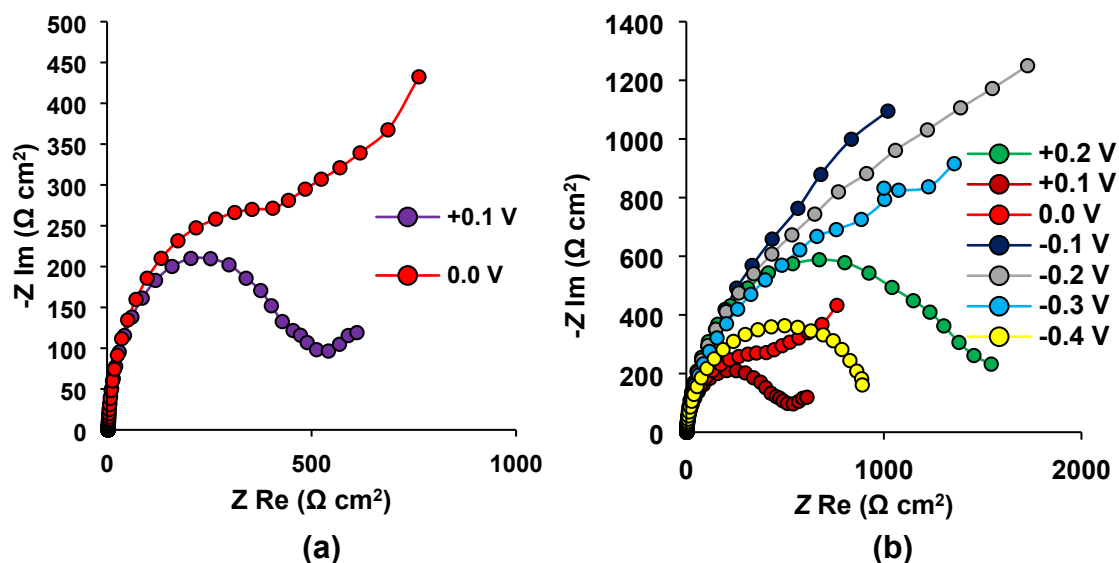 500
450
400
350
300
250
200
150
100
50
0
0
500
1000
-Z Im (Ω cm²)
Z Re (Ω cm²)
+0.1 V
0.0 V
(a)
1400
1200
1000
800
600
400
200
0
0
1000
2000
-Z Im (Ω cm²)
Z Re (Ω cm²)
+0.2 V
+0.1 V
0.0 V
-0.1 V
-0.2 V
-0.3 V
-0.4 V
(b)